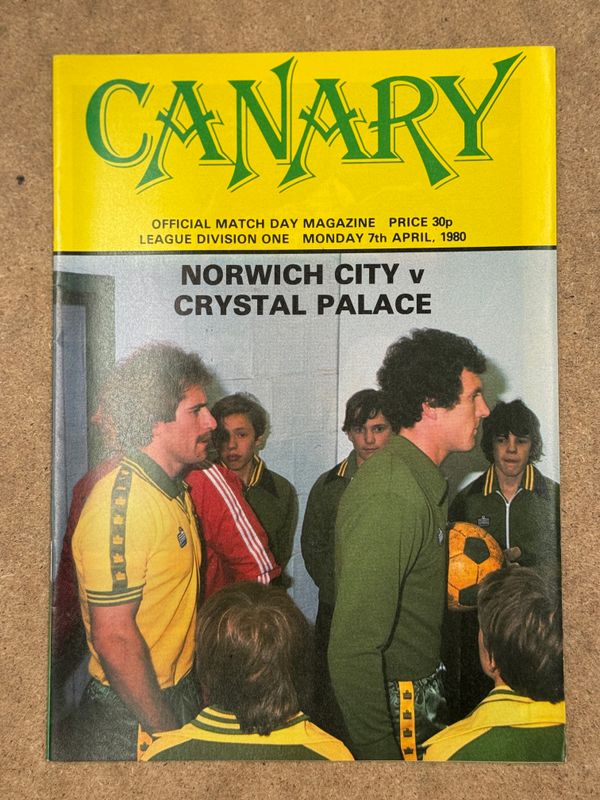 CANARY
OFFICIAL MATCH DAY MAGAZINE PRICE 30p
LEAGUE DIVISION ONE MONDAY 7th APRIL, 1980
NORWICH CITY v
CRYSTAL PALACE